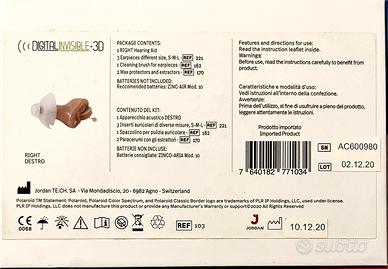 DIGITALINVISIBLE•3D
RIGHT
DESTRO
PACKAGE CONTENTS:
1 RIGHT Hearing Aid
3 Earpieces different size, S-M-L- REF 221
1 Cleaning brush for earpieces REF 162
2 Wax protectors and extractors- REF 170
BATTERIES NOT INCLUDED.
Recommended batteries: ZINC-AIR Mod. 10
CONTENUTO DEL KIT:
1 Apparecchio acustico DESTRO
3 Inserti auricolari di diverse misure, S-M-L - REF 221
1 Spazzolino per pulizia auricolari: REF 162
2 Paracerumi con gli estrattori: REF 170
BATTERIE NON INCLUSE:
Batterie consigliate: ZINCO-ARIA Mod. 10
Features and directions for use:
Read the instruction leaflet inside.
Warnings:
Before use, read the instructions carefully to benefit from
product.
Caratteristiche e modalità d'uso:
Vedi istruzioni all'interno della confezione.
Avvertenze:
Prima dell'utilizzo, al fine di usufruire a pieno del prodotto,
leggere attentamente le istruzioni.
Prodotto importato
Imported Product
7 640182 771034
SN AC600980
LOT 02.12.20
Jordan TE.CH. SA - Via Mondadiscio, 20 - 6982 Agno - Switzerland
Polaroid TM Statement: Polaroid, Polaroid Color Spectrum, and Polaroid Classic Border logo are trademarks of
PLR IP Holdings, LLC, used under license.
PLR IP Holdings, LLC does not manufacture this product or provide any Manufacturer's Warranty or support
CE
0068
REF 103
J
JORDAN
10.12.20
subito